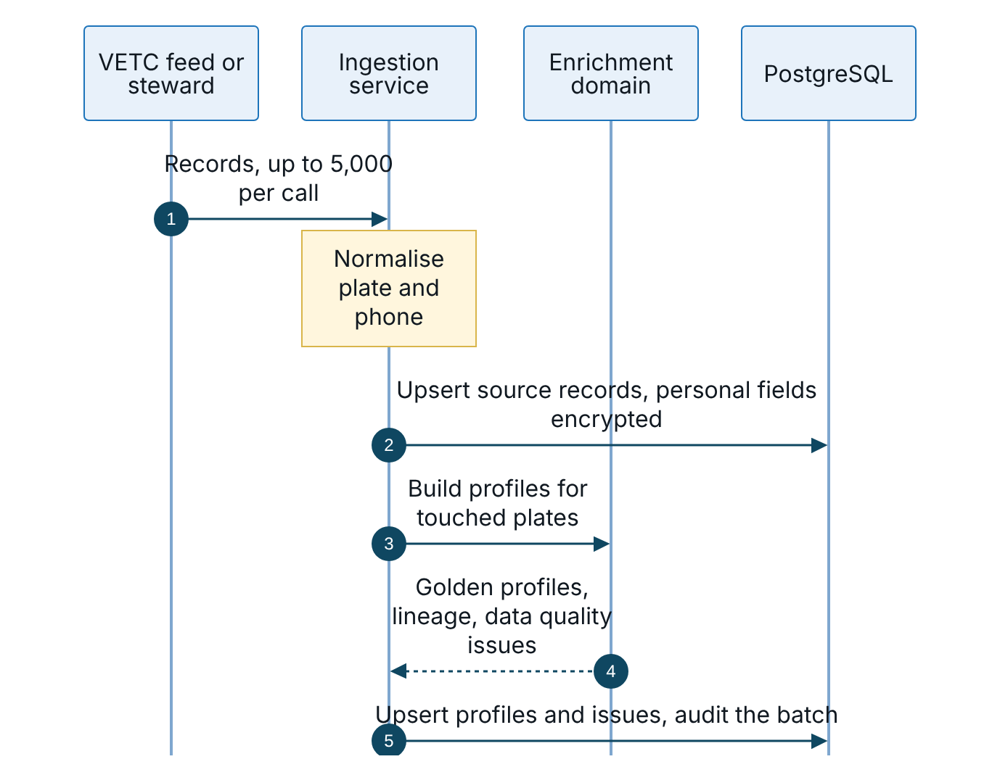 VETC feed or
steward
Ingestion
service
Enrichment
domain
PostgreSQL
Records, up to 5,000
per call
1
Normalise
plate and
phone
Upsert source records, personal fields
encrypted
2
Build profiles for
touched plates
3
Golden profiles,
lineage, data quality
issues
4
Upsert profiles and issues, audit the batch
5